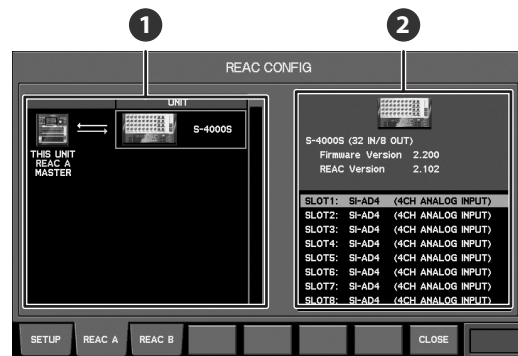 1
2
REAC CONFIG
UNIT
S-4000S
THIS UNIT
REAC A
MASTER
S-4000S (32 IN/8 OUT)
Firmware Version 2.200
REAC Version 2.102
SLOT1: SI-AD4 (4CH ANALOG INPUT)
SLOT2: SI-AD4 (4CH ANALOG INPUT)
SLOT3: SI-AD4 (4CH ANALOG INPUT)
SLOT4: SI-AD4 (4CH ANALOG INPUT)
SLOT5: SI-AD4 (4CH ANALOG INPUT)
SLOT6: SI-AD4 (4CH ANALOG INPUT)
SLOT7: SI-AD4 (4CH ANALOG INPUT)
SLOT8: SI-AD4 (4CH ANALOG INPUT)
SETUP REAC A REAC B CLOSE